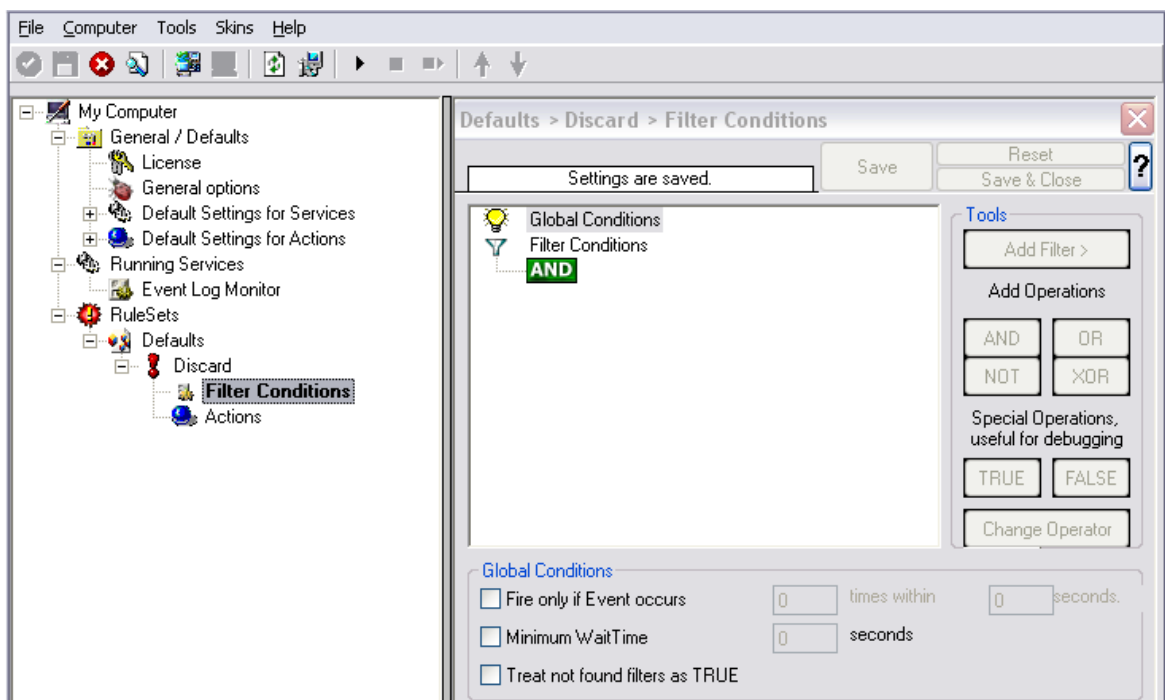 File Computer Tools Skins Help
My Computer
General / Defaults
License
General options
Default Settings for Services
Default Settings for Actions
Running Services
Event Log Monitor
RuleSets
Defaults
Discard
Filter Conditions
Actions
Defaults > Discard > Filter Conditions
Settings are saved.
Save
Reset
Save & Close
?
Global Conditions
Filter Conditions
AND
Tools
Add Filter >
Add Operations
AND OR
NOT XOR
Special Operations,
useful for debugging
TRUE FALSE
Change Operator
Global Conditions
Fire only if Event occurs 0 times within 0 seconds.
Minimum WaitTime 0 seconds
Treat not found filters as TRUE